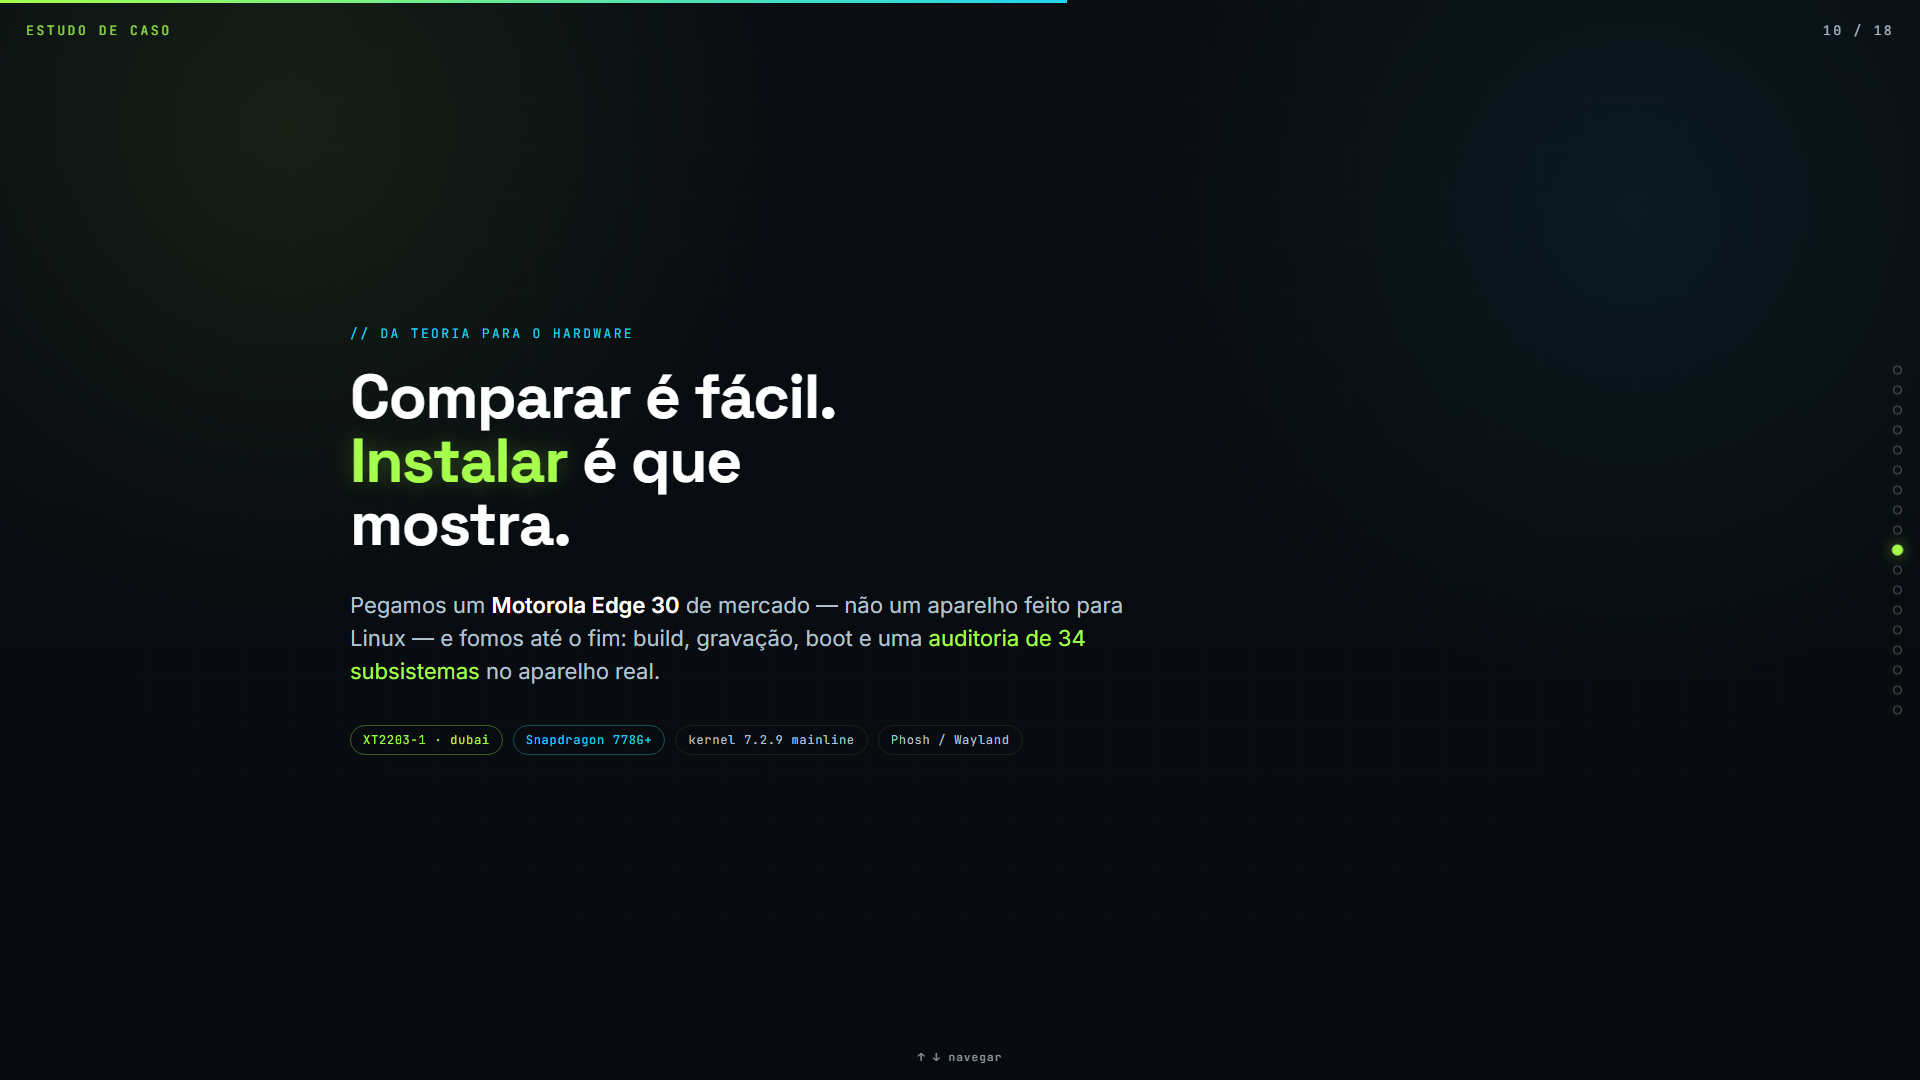 ESTUDO DE CASO
10 / 18
// DA TEORIA PARA O HARDWARE
Comparar é fácil.
Instalar é que
mostra.
Pegamos um Motorola Edge 30 de mercado — não um aparelho feito para
Linux — e fomos até o fim: build, gravação, boot e uma auditoria de 34
subsistemas no aparelho real.
XT2203-1 · dubai
Snapdragon 778G+
kernel 7.2.9 mainline
Phosh / Wayland
↑ ↓ navegar